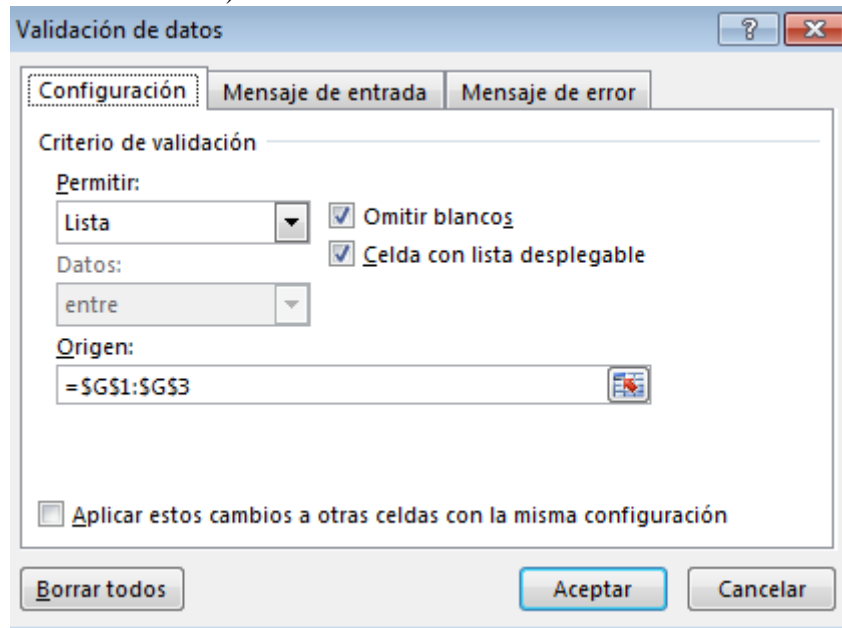 Validación de datos
Configuración Mensaje de entrada Mensaje de error
Criterio de validación
Permitir:
Lista
Omitir blancos
Celda con lista desplegable
Datos:
entre
Origen:
=$G$1:$G$3
Aplicar estos cambios a otras celdas con la misma configuración
Borrar todos Aceptar Cancelar